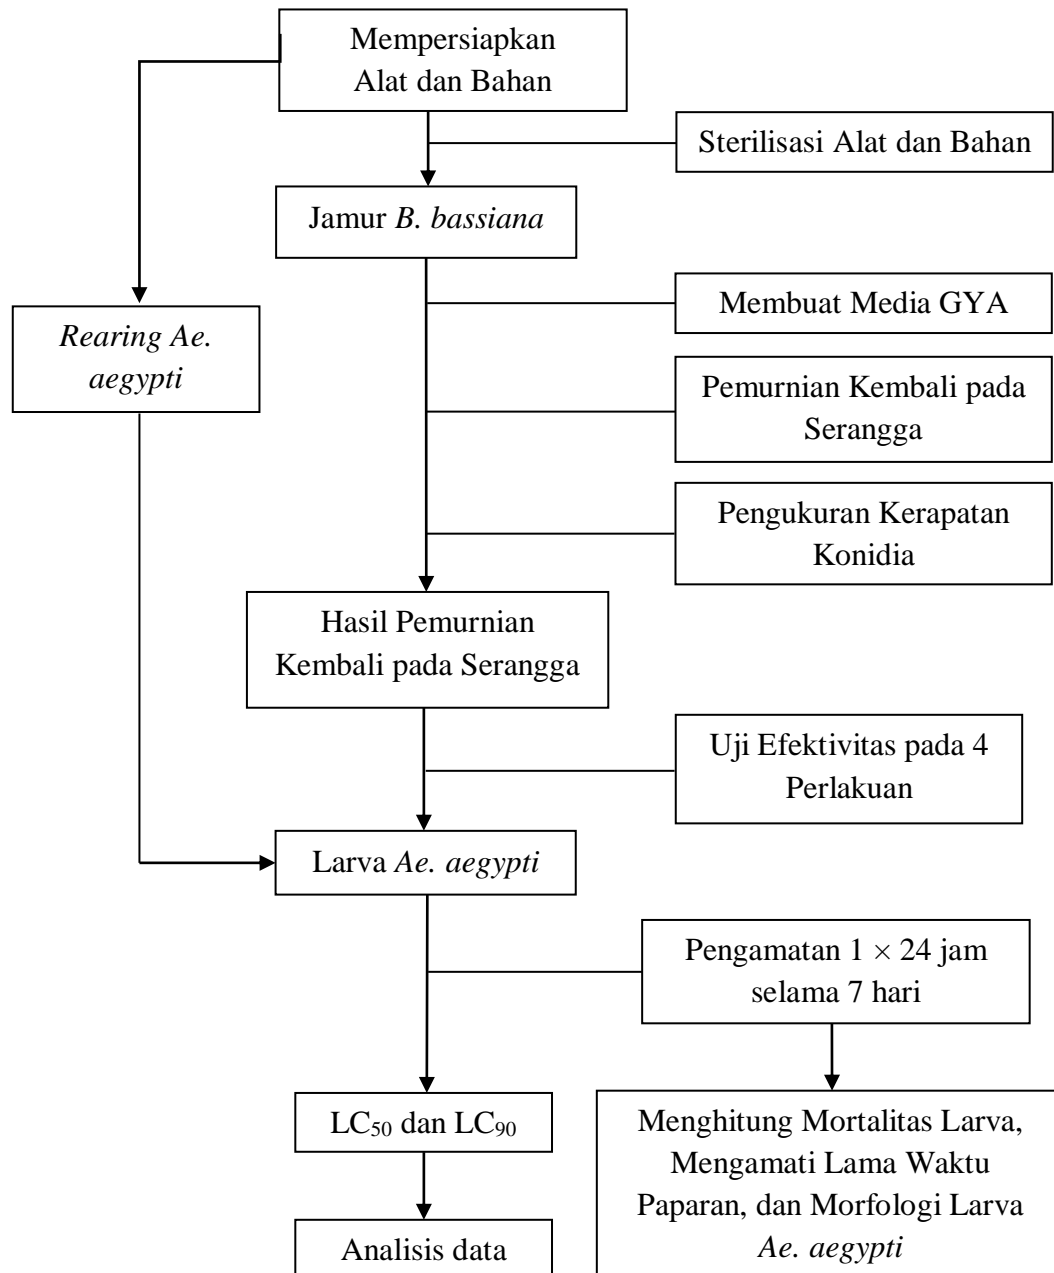 Mempersiapkan
Alat dan Bahan
Sterilisasi Alat dan Bahan
Jamur B. bassiana
Membuat Media GYA
Rearing Ae.
aegypti
Pemurnian Kembali pada
Serangga
Pengukuran Kerapatan
Konidia
Hasil Pemurnian
Kembali pada Serangga
Uji Efektivitas pada 4
Perlakuan
Larva Ae. aegypti
Pengamatan 1 × 24 jam
selama 7 hari
LC₅₀ dan LC₉₀
Menghitung Mortalitas Larva,
Mengamati Lama Waktu
Paparan, dan Morfologi Larva
Ae. aegypti
Analisis data